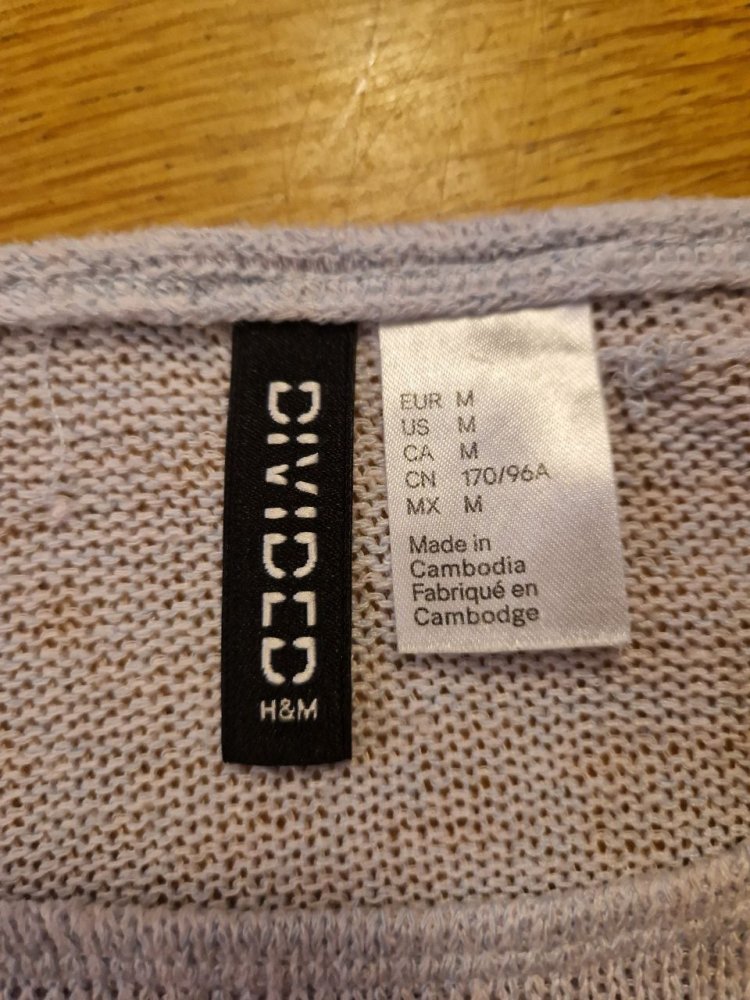 DIVIDED
H&M
EUR M
US M
CA M
CN 170/96A
MX M
Made in
Cambodia
Fabriqué en
Cambodge